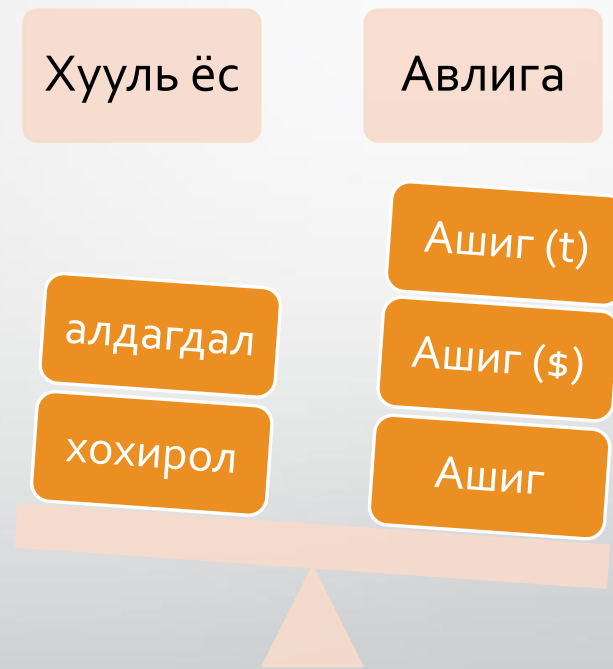 Хууль ёс
Авлига
алдагдал
хохирол
Ашиг (t)
Ашиг ($)
Ашиг